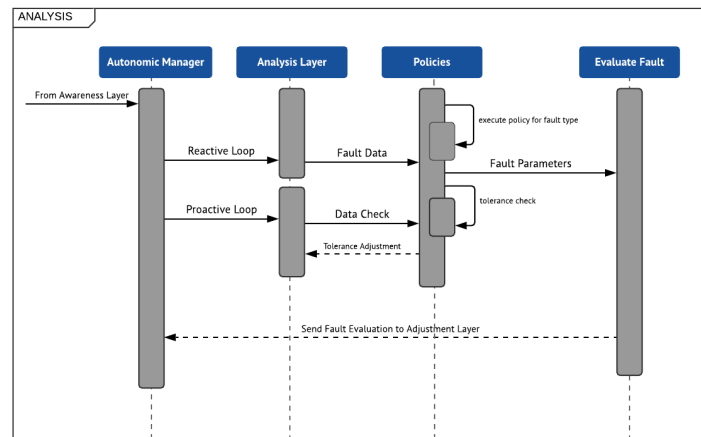 ANALYSIS
Autonomic Manager
Analysis Layer
Policies
Evaluate Fault
From Awareness Layer
execute policy for fault type
Reactive Loop
Fault Data
Fault Parameters
tolerance check
Proactive Loop
Data Check
Tolerance Adjustment
Send Fault Evaluation to Adjustment Layer